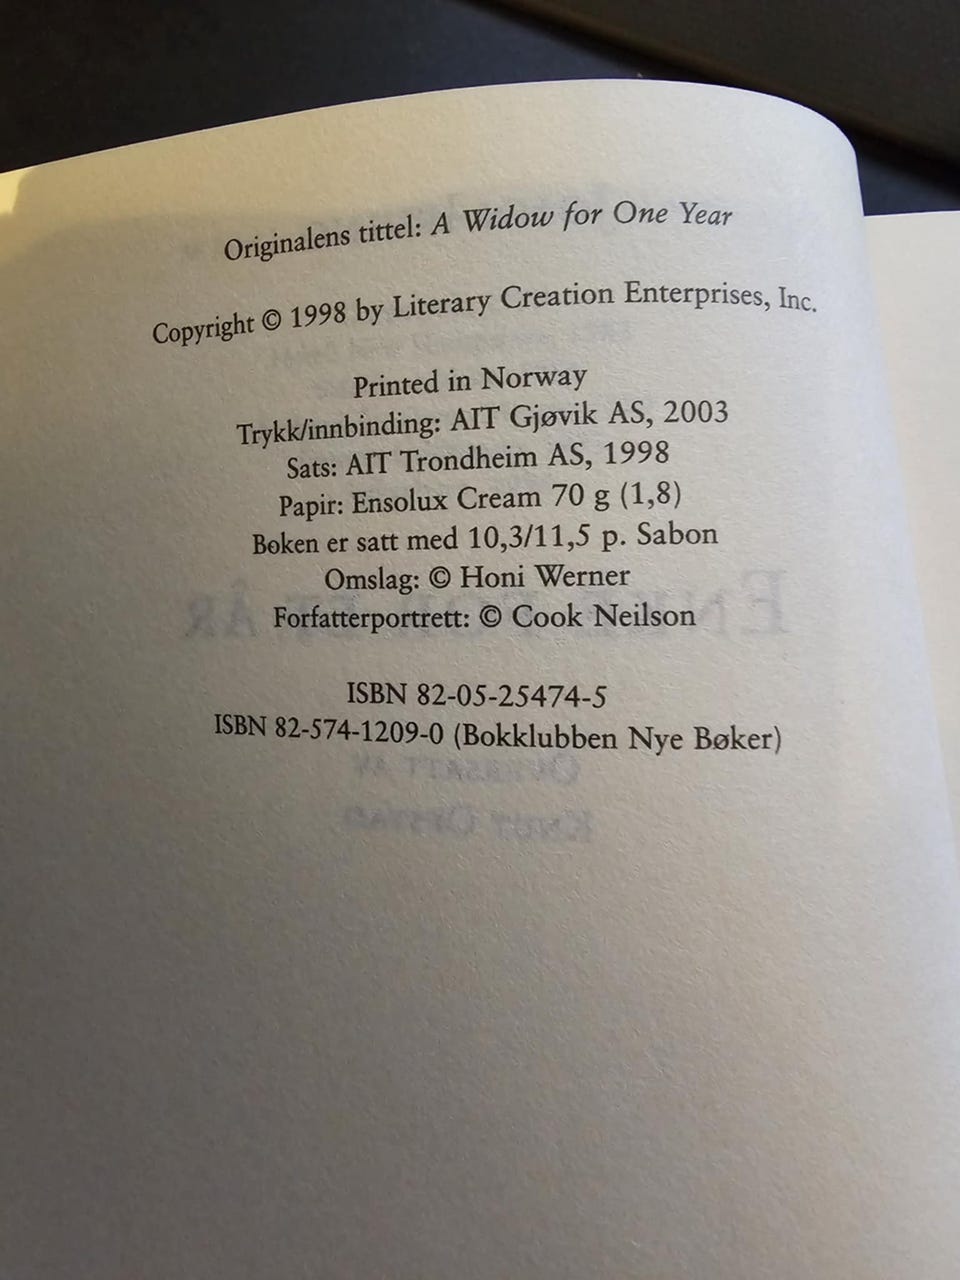 Originalens tittel: A Widow for One Year
Copyright © 1998 by Literary Creation Enterprises, Inc.
Printed in Norway
Trykk/innbinding: AIT Gjøvik AS, 2003
Sats: AIT Trondheim AS, 1998
Papir: Ensolux Cream 70 g (1,8)
Boken er satt med 10,3/11,5 p. Sabon
Omslag: © Honi Werner
Forfatterportrett: © Cook Neilson
ISBN 82-05-25474-5
ISBN 82-574-1209-0 (Bokklubben Nye Bøker)